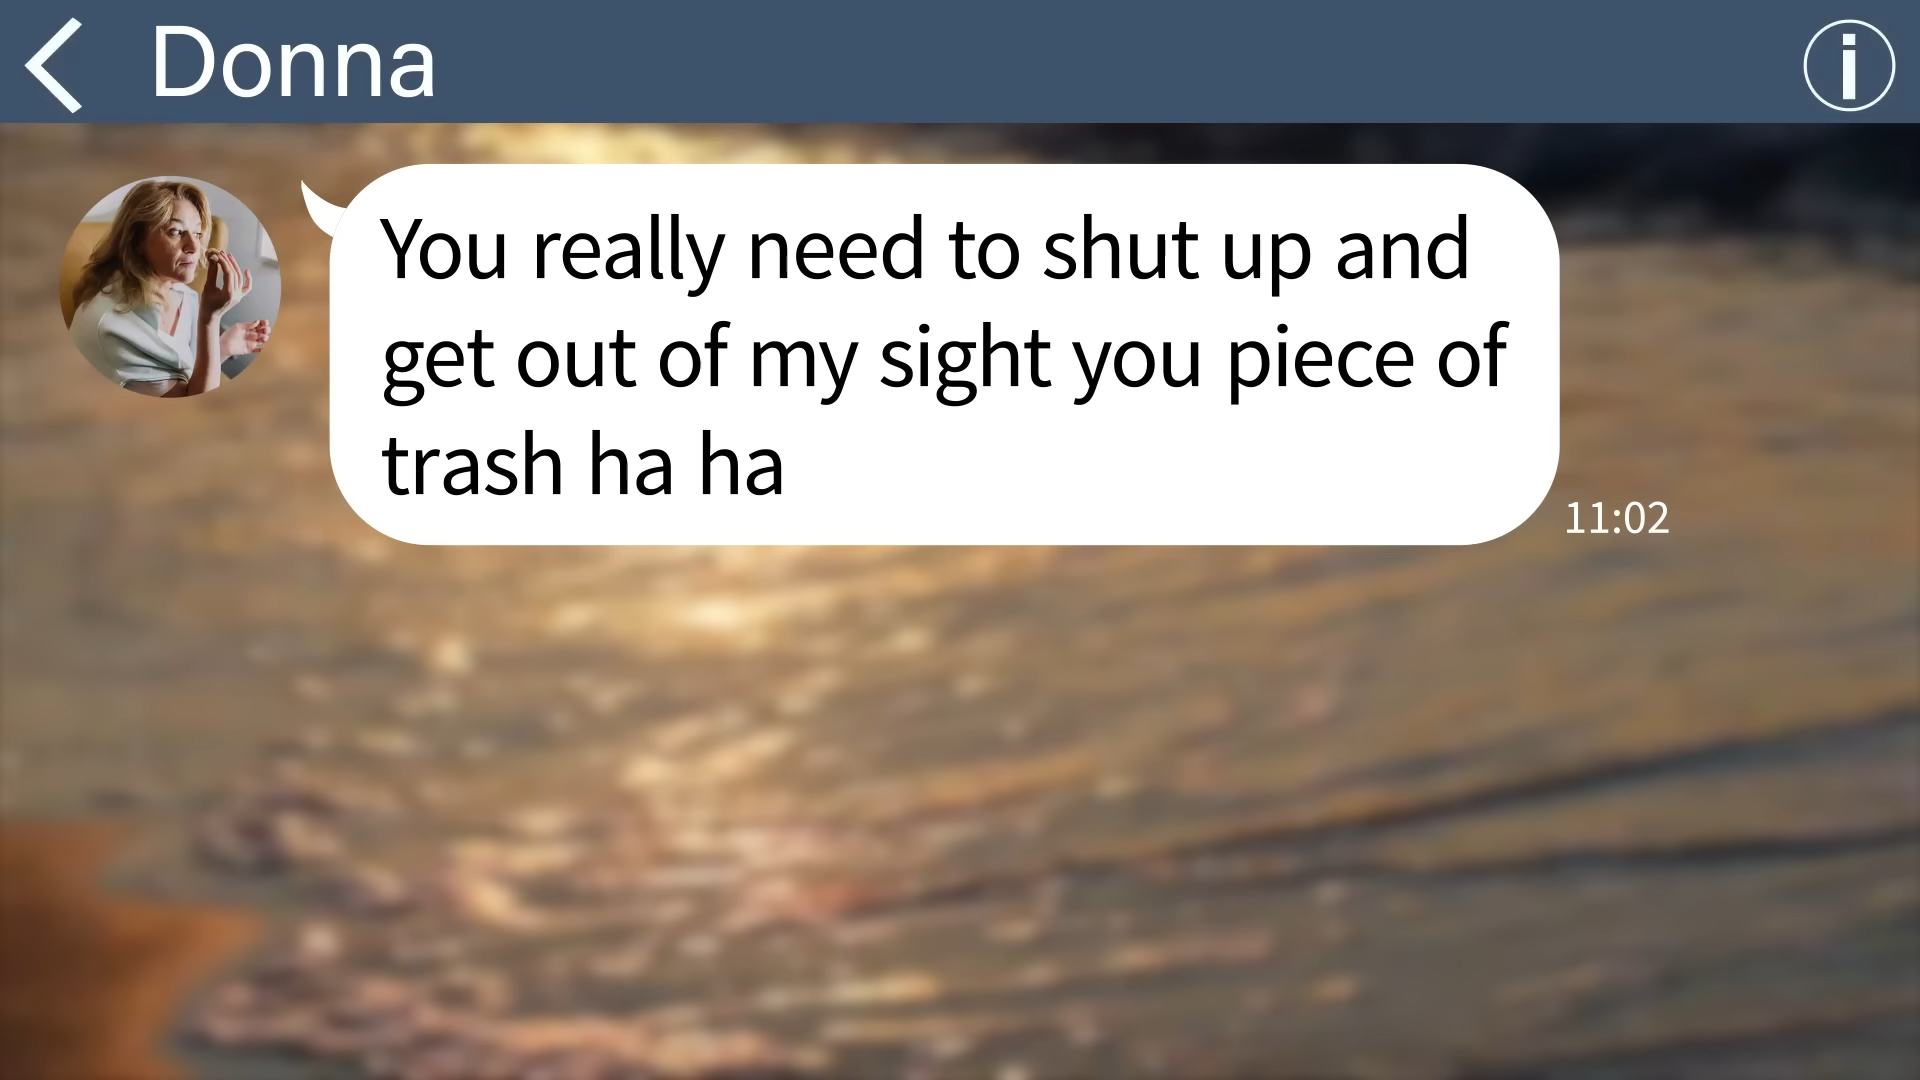 Donna
You really need to shut up and
get out of my sight you piece of
trash ha ha
11:02